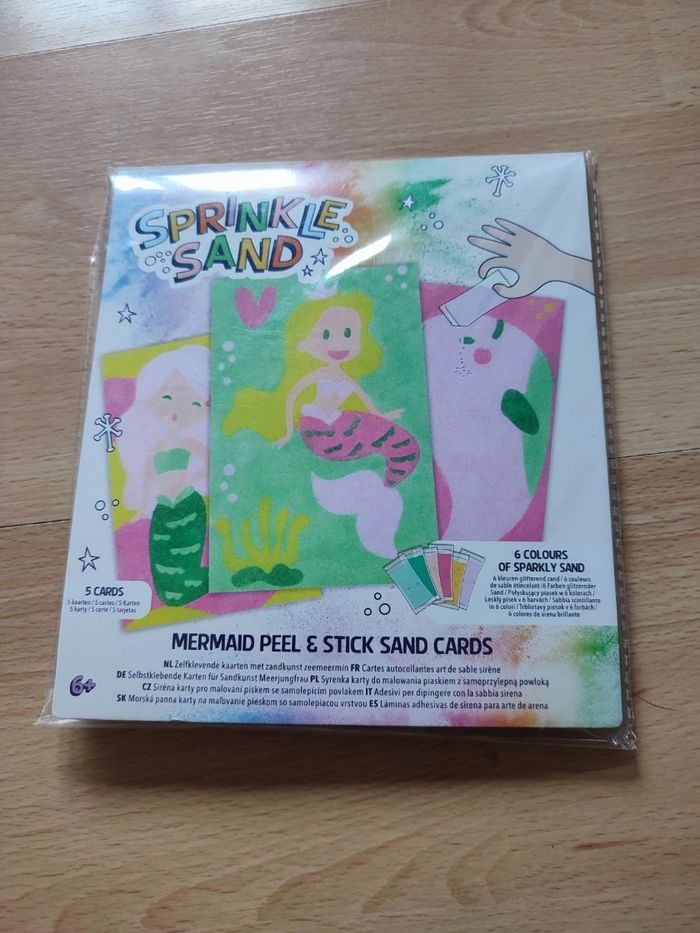 SPRINKLE
SAND
6 COLOURS
OF SPARKLY SAND
6 kleuren glitterend zand / 6 couleurs
de sable étincelant /6 Farben glitzernder
Sand / Połyskujący piasek w 6 kolorach /
Lesklý písek v 6 barvách / Sabbia scintillante
in 6 colori / Trblietavý piesok v 6 farbách /
6 colores de arena brillante
5 CARDS
5 kaarten / 5 cartes / 5 Karten
5 karty / 5 carte / 5 tarjetas
MERMAID PEEL & STICK SAND CARDS
NL Zelfklevende kaarten met zandkunst zeemeermin FR Cartes autocollantes art de sable sirène
DE Selbstklebende Karten für Sandkunst Meerjungfrau PL Syrenka karty do malowania piaskiem z samoprzylepną powłoką
CZ Siréna karty pro malování pískem se samolepicím povlakem IT Adesivi per dipingere con la sabbia sirena
SK Morská panna karty na maľovanie pieskom so samolepiacou vrstvou ES Láminas adhesivas de sirena para arte de arena
6+